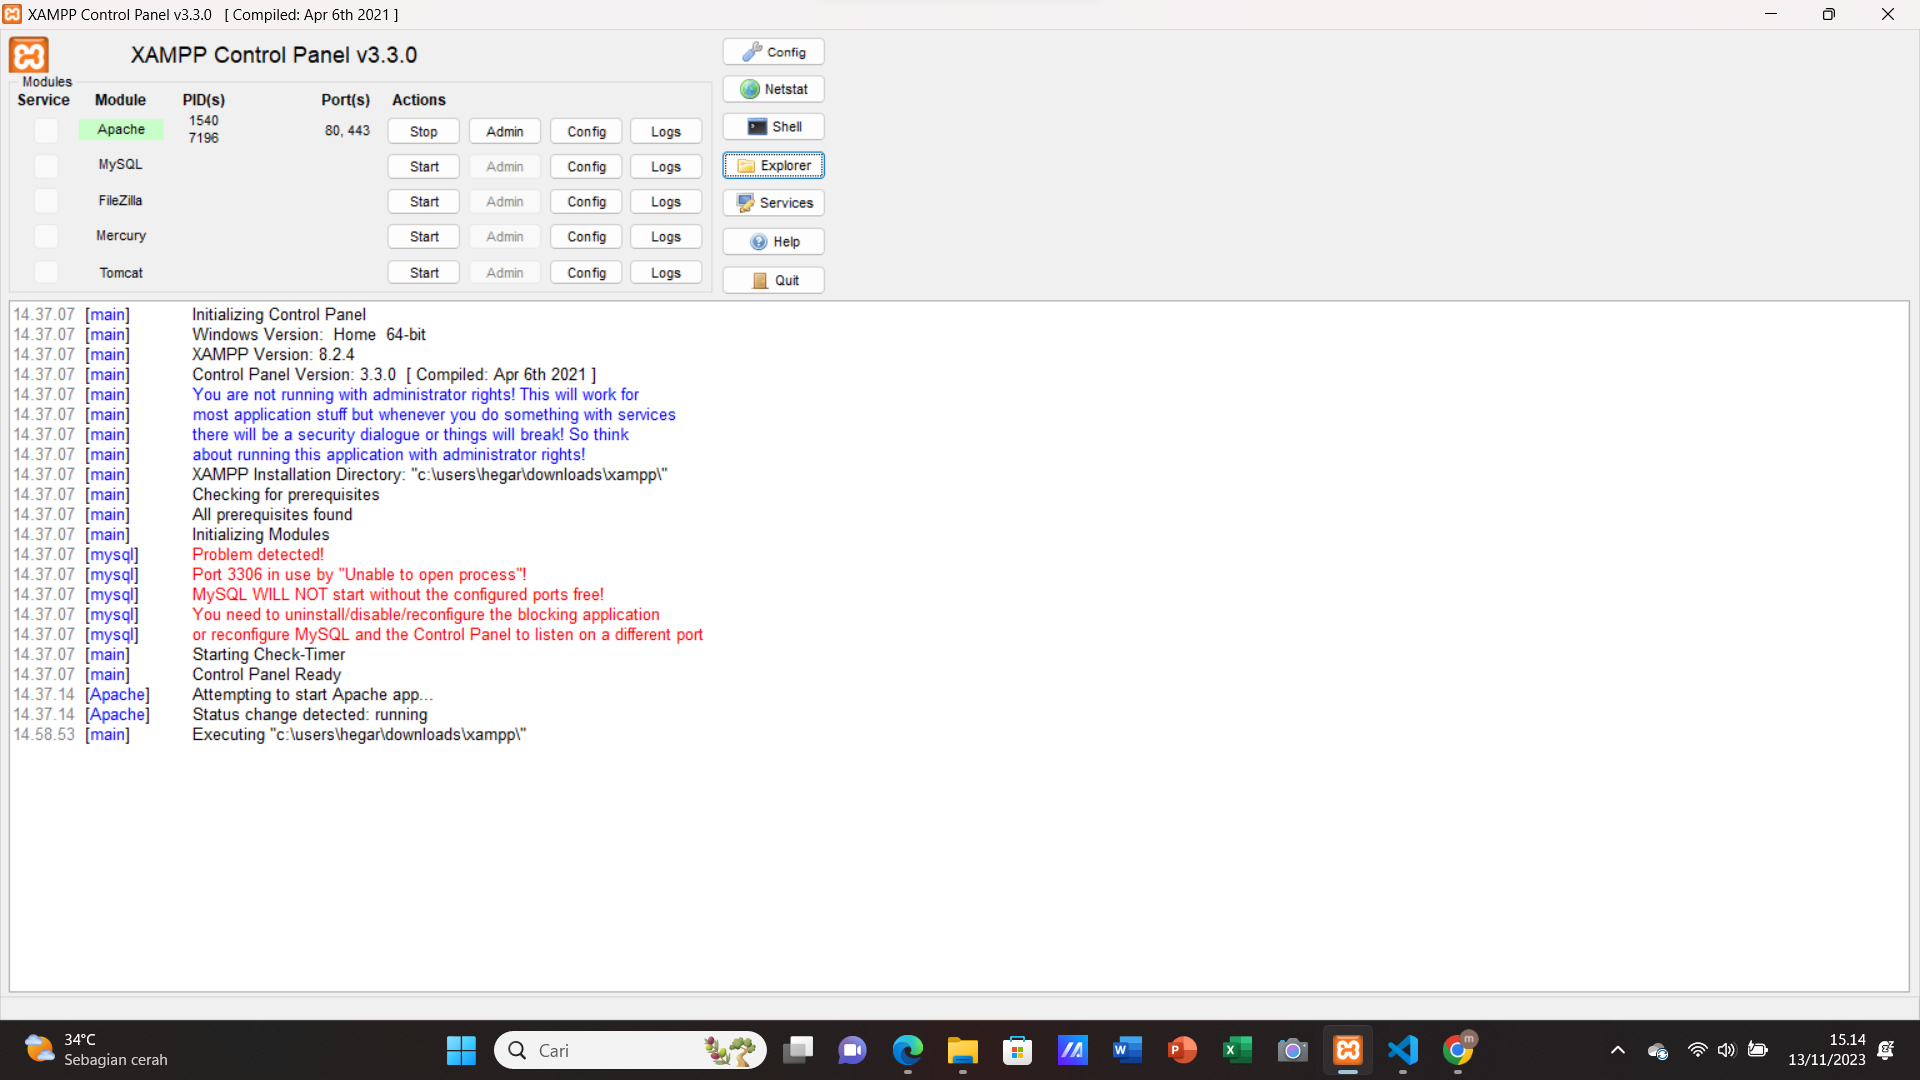 XAMPP Control Panel v3.3.0 [ Compiled: Apr 6th 2021 ]
XAMPP Control Panel v3.3.0
Config
Modules
Service Module PID(s) Port(s) Actions
Netstat
Apache 1540 7196 80, 443 Stop Admin Config Logs
Shell
MySQL Start Admin Config Logs
Explorer
FileZilla Start Admin Config Logs
Services
Mercury Start Admin Config Logs
Help
Tomcat Start Admin Config Logs
Quit
14.37.07 [main] Initializing Control Panel
14.37.07 [main] Windows Version: Home 64-bit
14.37.07 [main] XAMPP Version: 8.2.4
14.37.07 [main] Control Panel Version: 3.3.0 [ Compiled: Apr 6th 2021 ]
14.37.07 [main] You are not running with administrator rights! This will work for
14.37.07 [main] most application stuff but whenever you do something with services
14.37.07 [main] there will be a security dialogue or things will break! So think
14.37.07 [main] about running this application with administrator rights!
14.37.07 [main] XAMPP Installation Directory: "c:\users\hegar\downloads\xampp\"
14.37.07 [main] Checking for prerequisites
14.37.07 [main] All prerequisites found
14.37.07 [main] Initializing Modules
14.37.07 [mysql] Problem detected!
14.37.07 [mysql] Port 3306 in use by "Unable to open process"!
14.37.07 [mysql] MySQL WILL NOT start without the configured ports free!
14.37.07 [mysql] You need to uninstall/disable/reconfigure the blocking application
14.37.07 [mysql] or reconfigure MySQL and the Control Panel to listen on a different port
14.37.07 [main] Starting Check-Timer
14.37.07 [main] Control Panel Ready
14.37.14 [Apache] Attempting to start Apache app...
14.37.14 [Apache] Status change detected: running
14.58.53 [main] Executing "c:\users\hegar\downloads\xampp\"
34°C
Sebagian cerah
Cari
15.14
13/11/2023